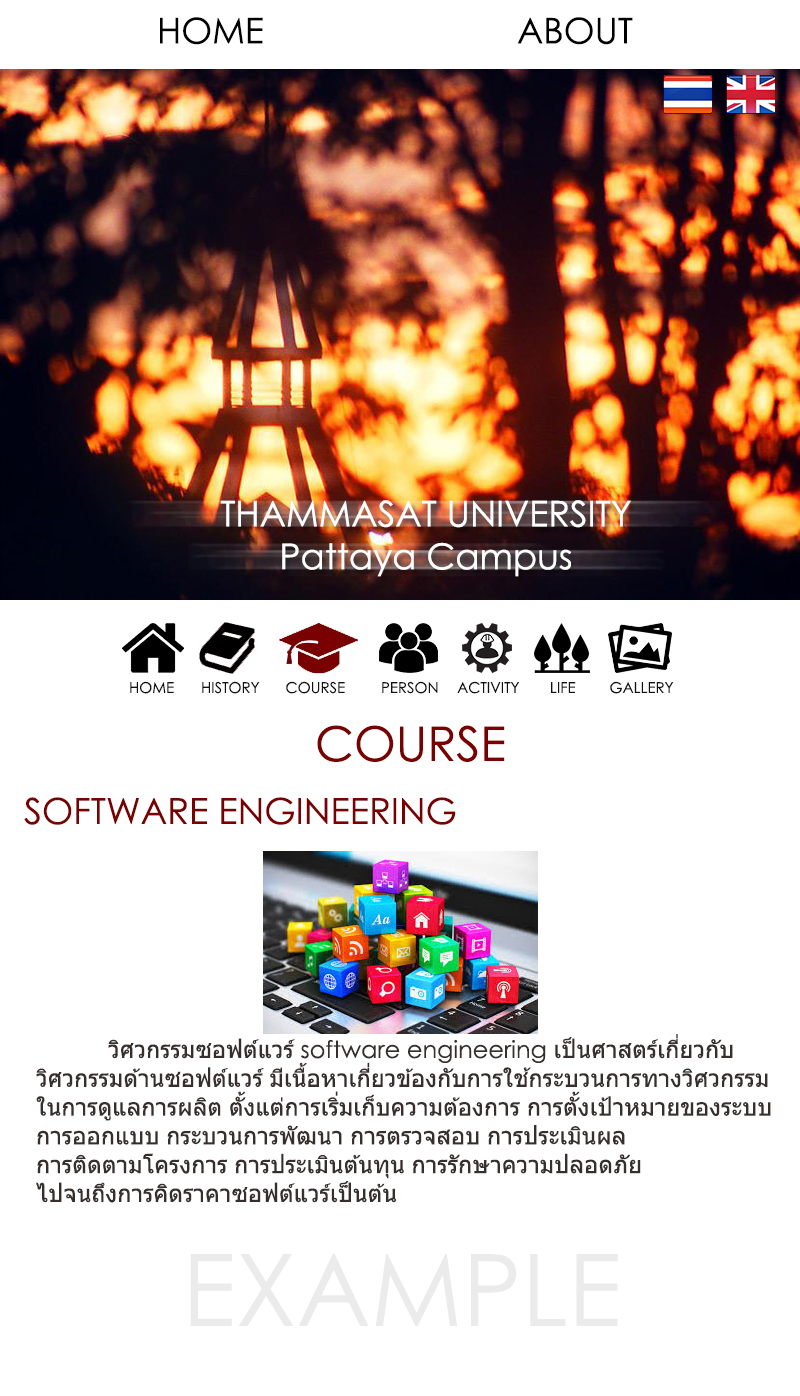 HOME ABOUT
THAMMASAT UNIVERSITY
Pattaya Campus
HOME HISTORY COURSE PERSON ACTIVITY LIFE GALLERY
COURSE
SOFTWARE ENGINEERING
Aa
วิศวกรรมซอฟต์แวร์ software engineering เป็นศาสตร์เกี่ยวกับ
วิศวกรรมด้านซอฟต์แวร์ มีเนื้อหาเกี่ยวข้องกับการใช้กระบวนการทางวิศวกรรม
ในการดูแลการผลิต ตั้งแต่การเริ่มเก็บความต้องการ การตั้งเป้าหมายของระบบ
การออกแบบ กระบวนการพัฒนา การตรวจสอบ การประเมินผล
การติดตามโครงการ การประเมินต้นทุน การรักษาความปลอดภัย
ไปจนถึงการคิดราคาซอฟต์แวร์เป็นต้น
EXAMPLE